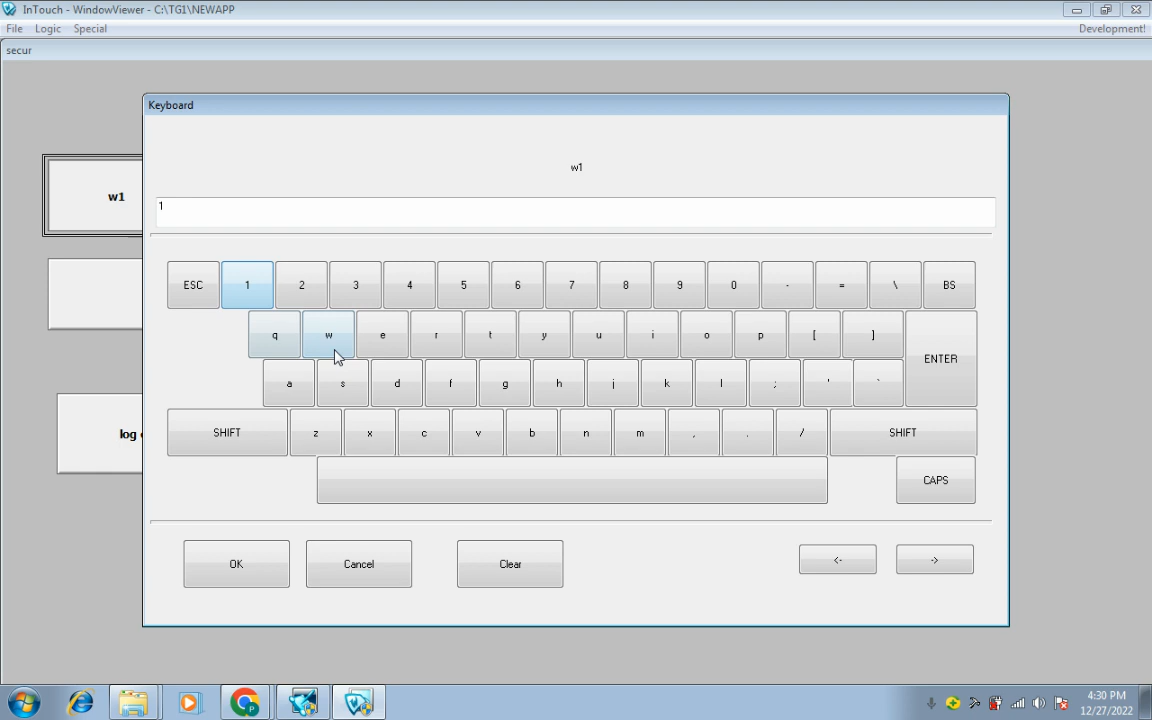 InTouch - WindowViewer - C:\TG1\NEWAPP
File Logic Special Development!
secur
Keyboard
w1
1
w1
ESC 1 2 3 4 5 6 7 8 9 0 - = \ BS
q w e r t y u i o p [ ]
ENTER
a s d f g h j k l ; ' `
log
SHIFT z x c v b n m , . / SHIFT
CAPS
OK Cancel Clear <- ->
4:30 PM
12/27/2022